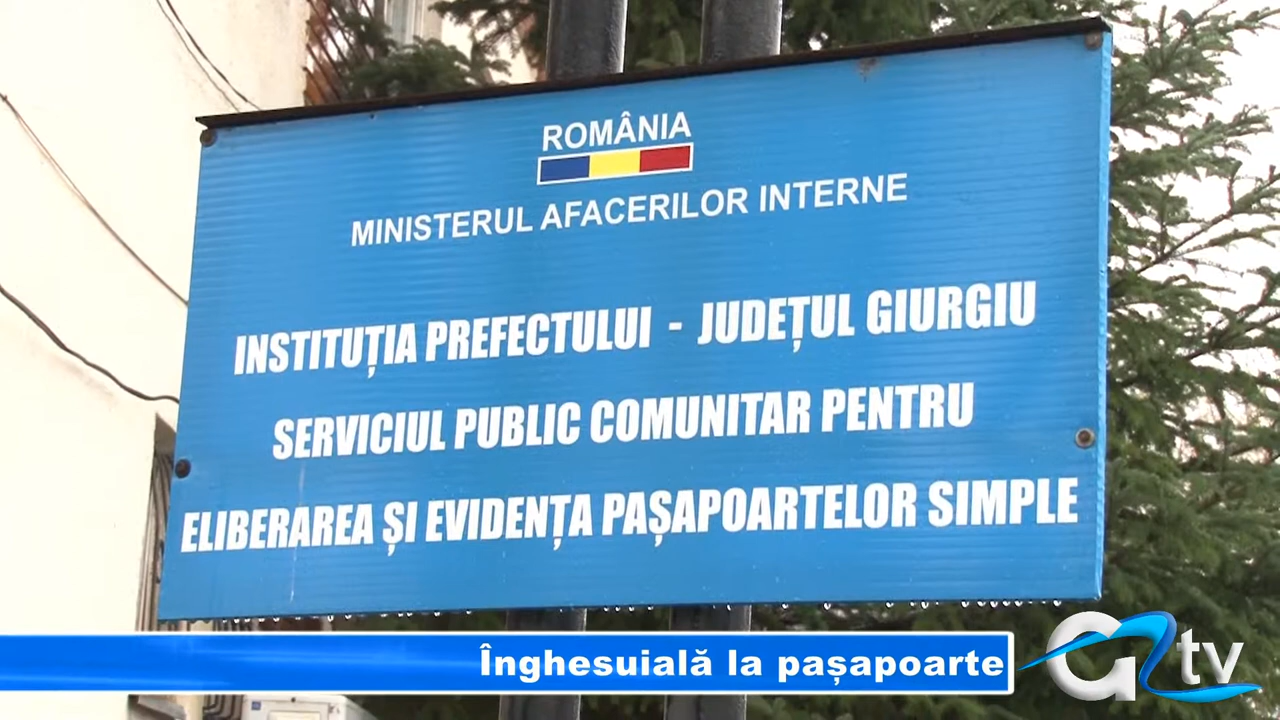 ROMÂNIA
MINISTERUL AFACERILOR INTERNE
INSTITUȚIA PREFECTULUI - JUDEȚUL GIURGIU
SERVICIUL PUBLIC COMUNITAR PENTRU
ELIBERAREA ȘI EVIDENȚA PAȘAPOARTELOR SIMPLE
Înghesuială la pașapoarte
G2tv